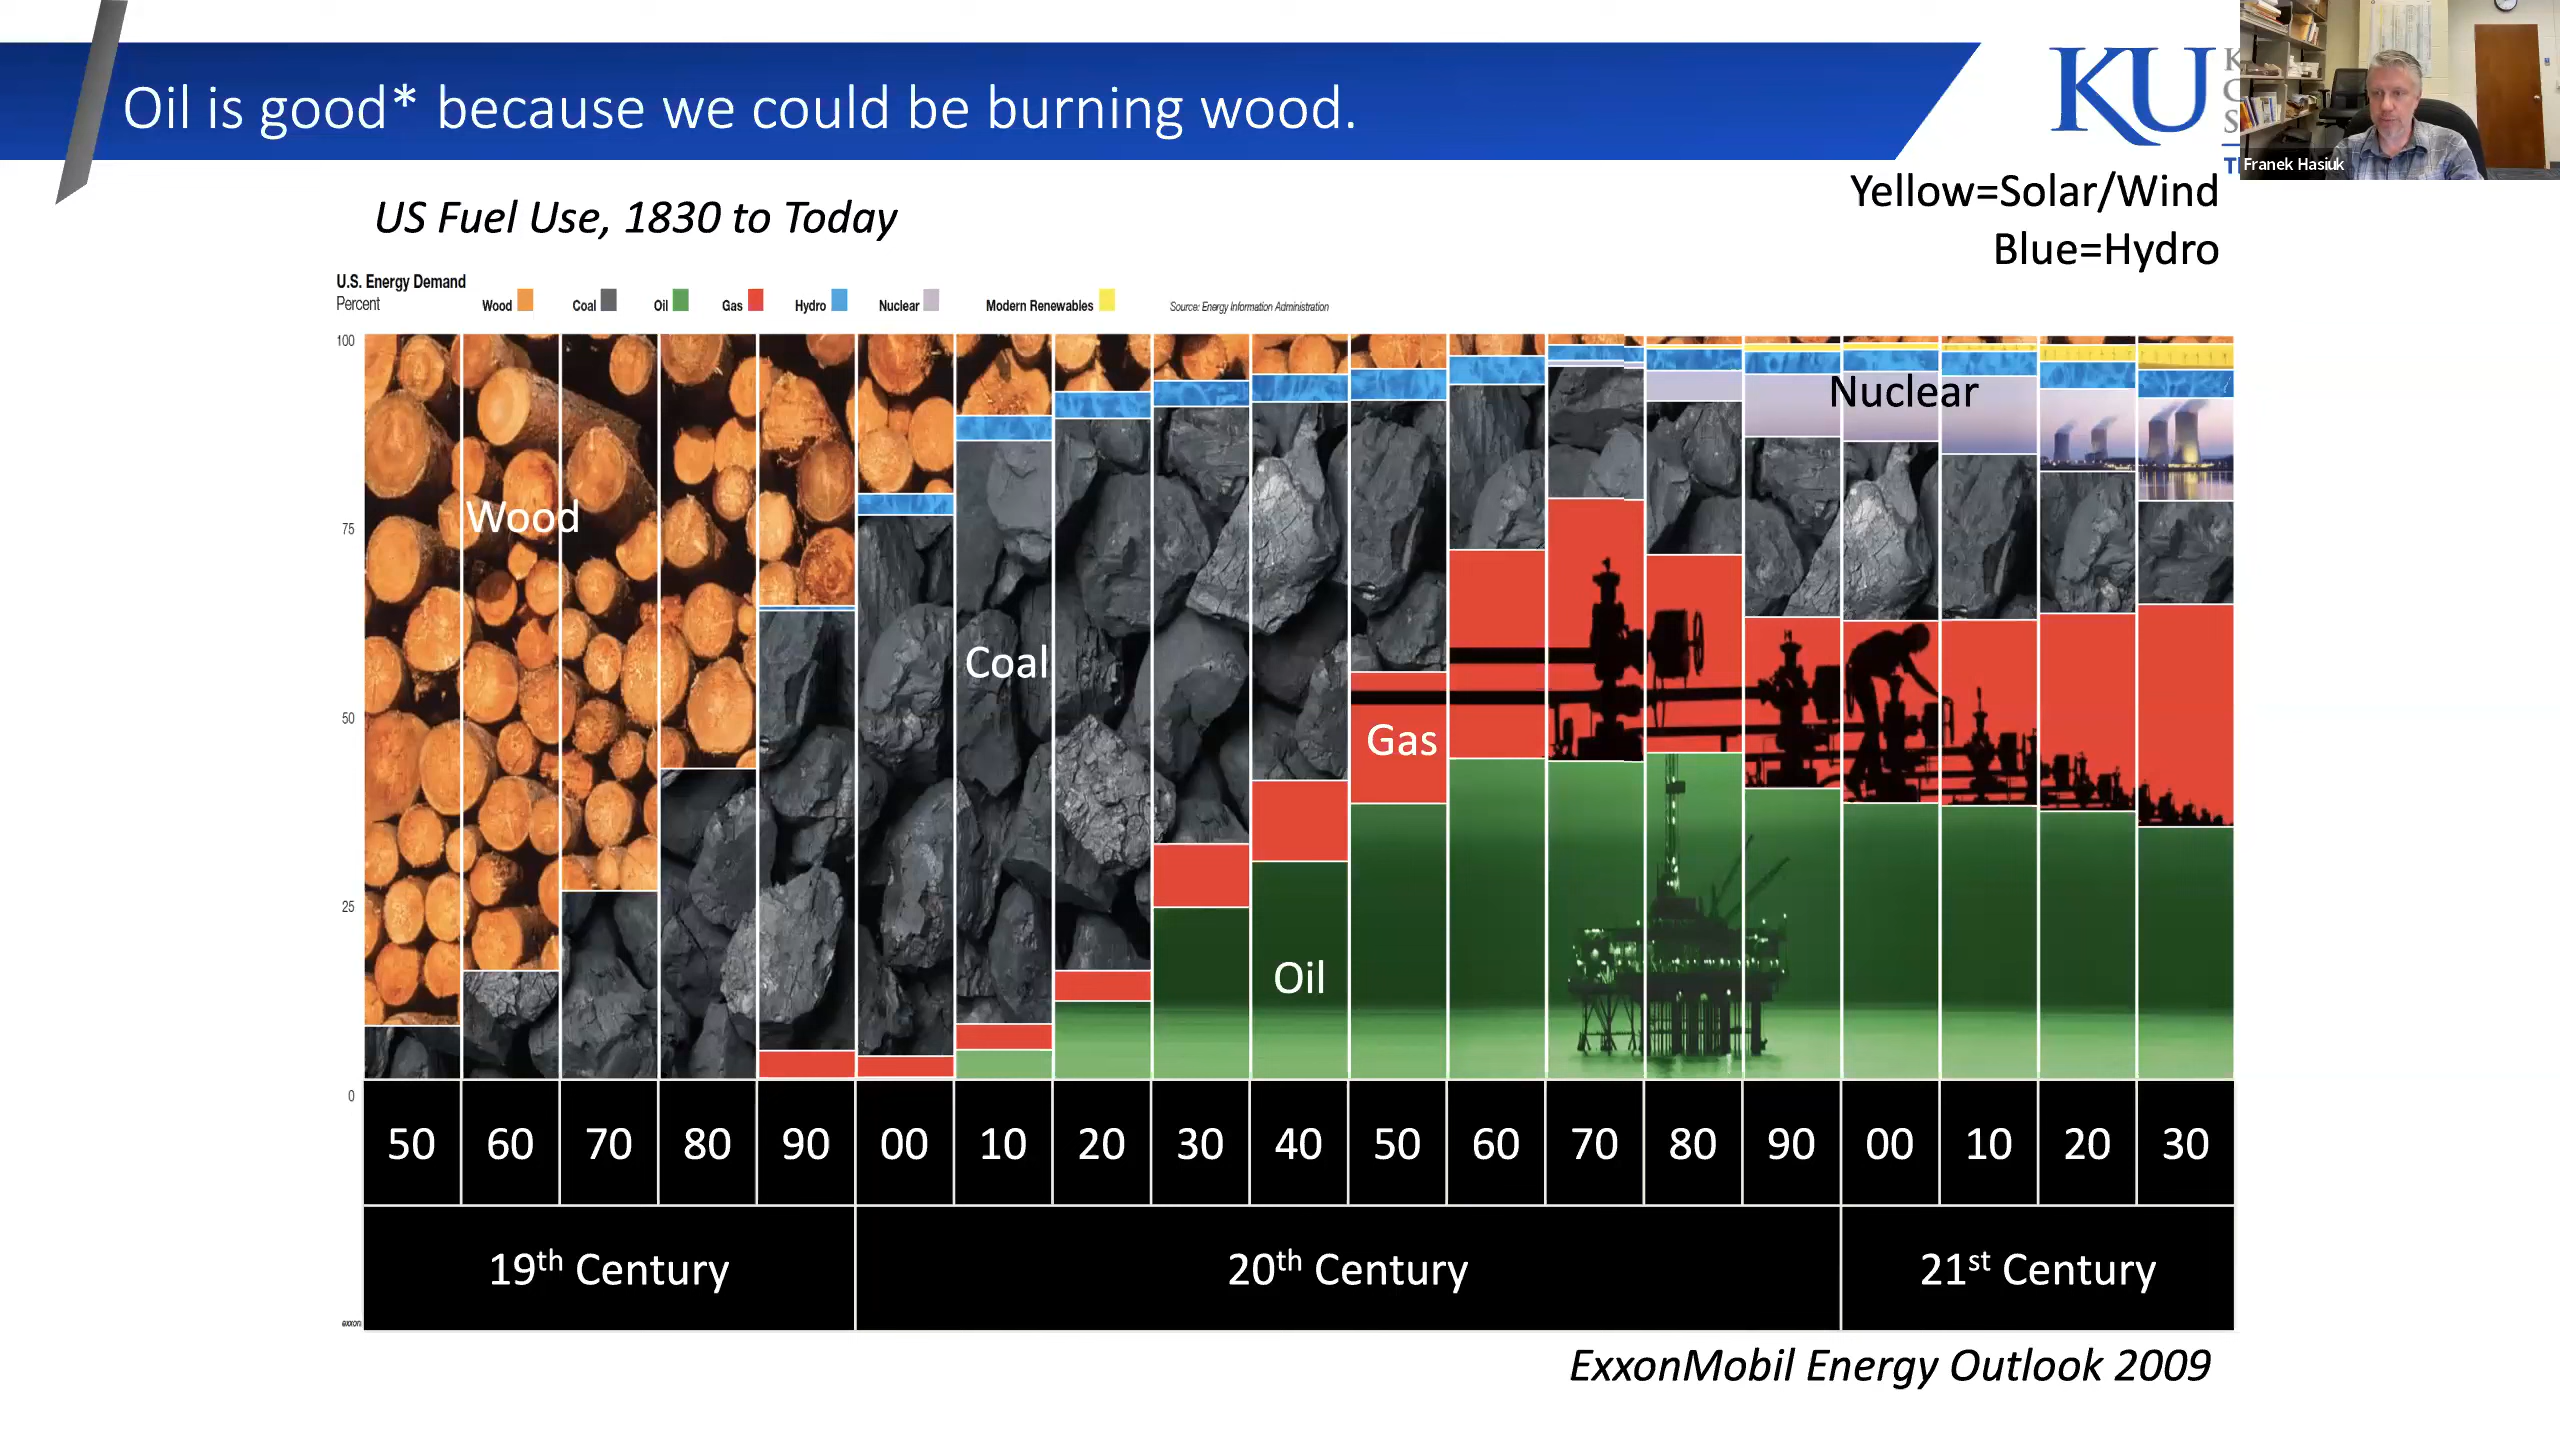 Oil is good* because we could be burning wood.
KU
K
C
S
T
Franek Hasiuk
US Fuel Use, 1830 to Today
Yellow=Solar/Wind
Blue=Hydro
U.S. Energy Demand
Percent
Wood Coal Oil Gas Hydro Nuclear Modern Renewables Source: Energy Information Administration
100
75
50
25
0
Wood
Coal
Gas
Oil
Nuclear
50 60 70 80 90 00 10 20 30 40 50 60 70 80 90 00 10 20 30
19th Century 20th Century 21st Century
exxon
ExxonMobil Energy Outlook 2009